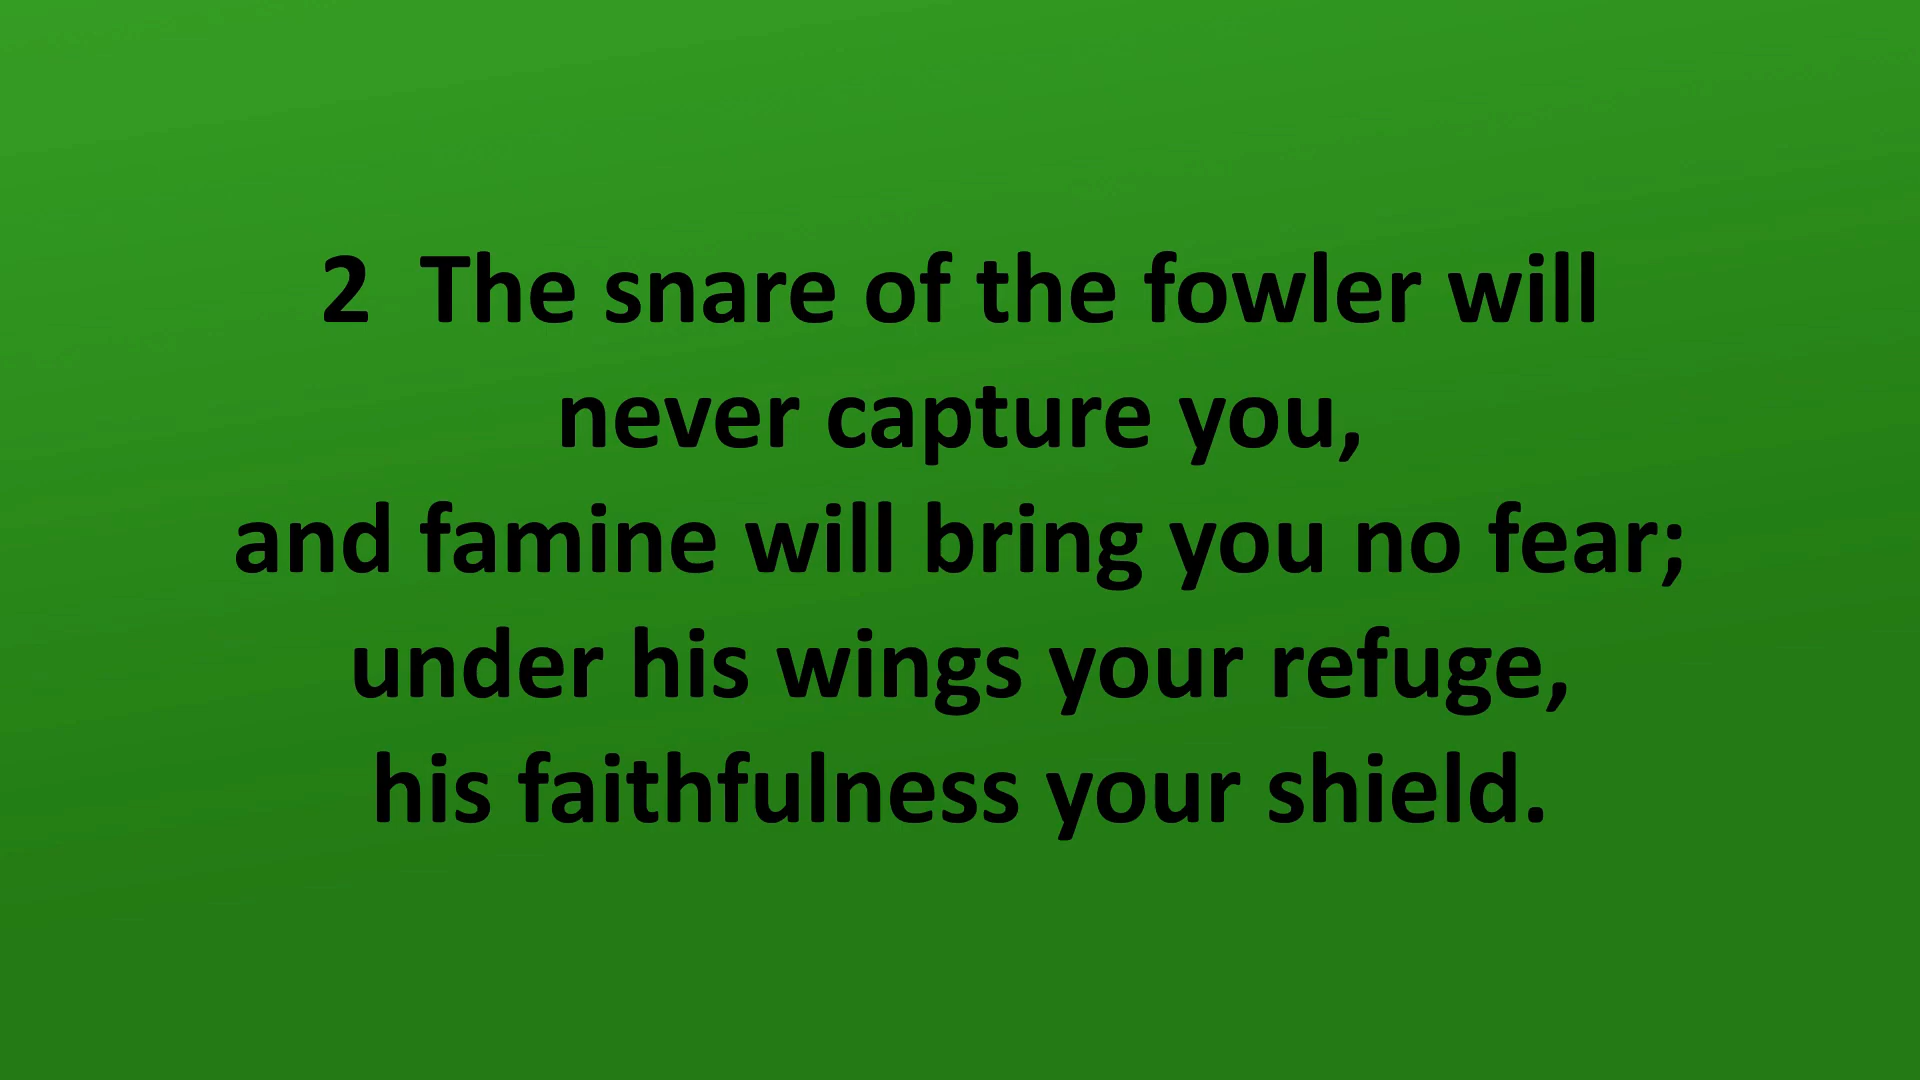 2  The snare of the fowler will
never capture you,
and famine will bring you no fear;
under his wings your refuge,
his faithfulness your shield.